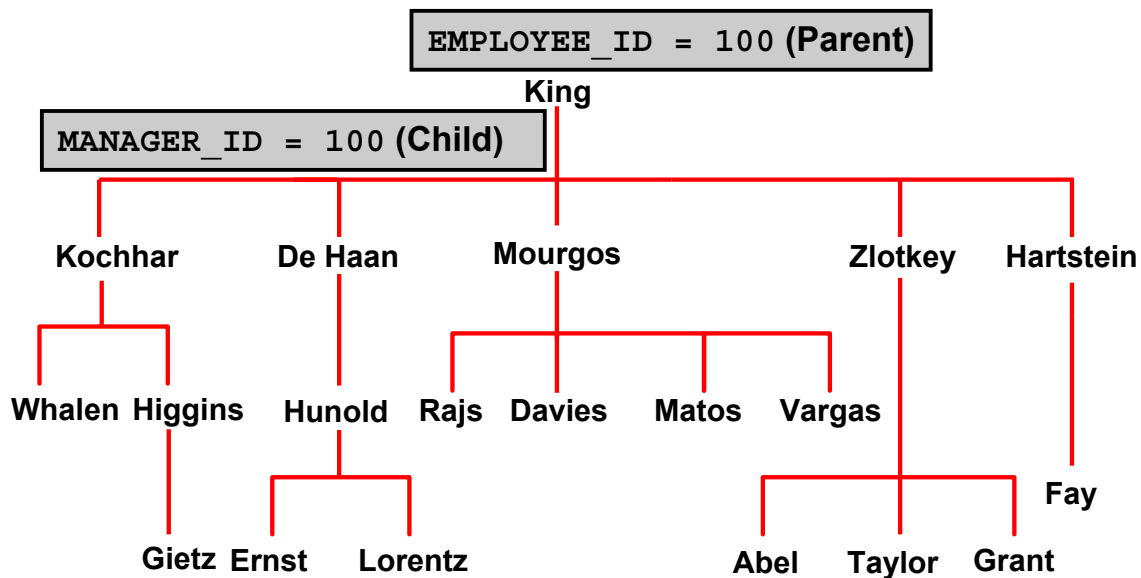 EMPLOYEE_ID = 100 (Parent)
King
MANAGER_ID = 100 (Child)
Kochhar De Haan Mourgos Zlotkey Hartstein
Whalen Higgins Hunold Rajs Davies Matos Vargas
Fay
Gietz Ernst Lorentz Abel Taylor Grant